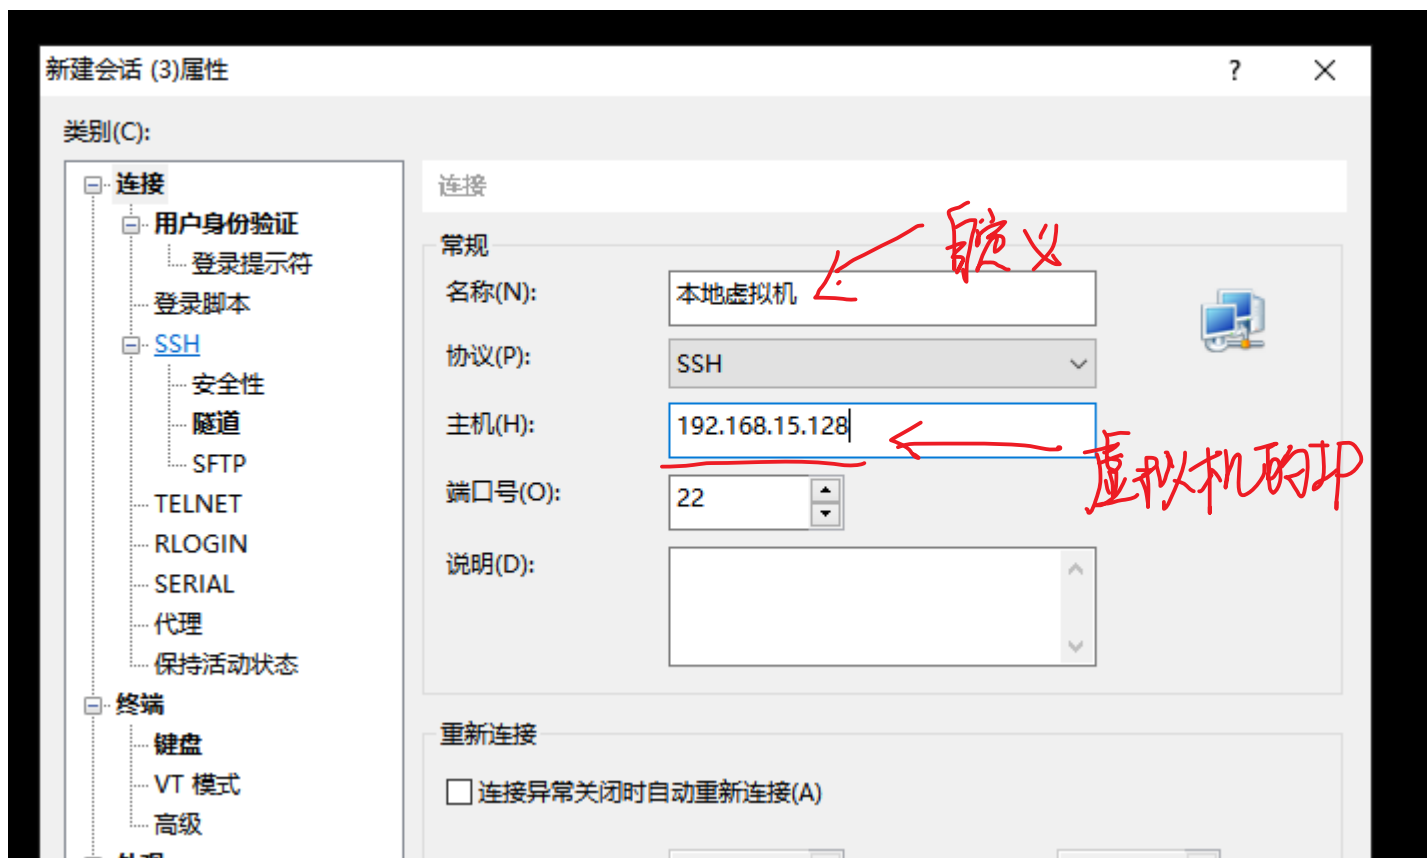 新建会话 (3)属性
?
类别(C):
连接
用户身份验证
登录提示符
登录脚本
SSH
安全性
隧道
SFTP
TELNET
RLOGIN
SERIAL
代理
保持活动状态
终端
键盘
VT 模式
高级
外观
连接
常规
名称(N):
本地虚拟机
自定义
协议(P):
SSH
主机(H):
192.168.15.128
虚拟机的IP
端口号(O):
22
说明(D):
重新连接
连接异常关闭时自动重新连接(A)